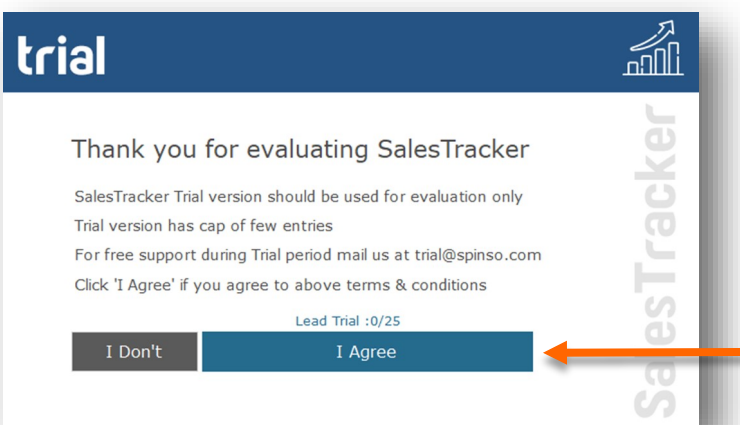 trial
Thank you for evaluating SalesTracker
SalesTracker Trial version should be used for evaluation only
Trial version has cap of few entries
For free support during Trial period mail us at trial@spinso.com
Click 'I Agree' if you agree to above terms & conditions
Lead Trial :0/25
I Don't
I Agree
SalesTracker